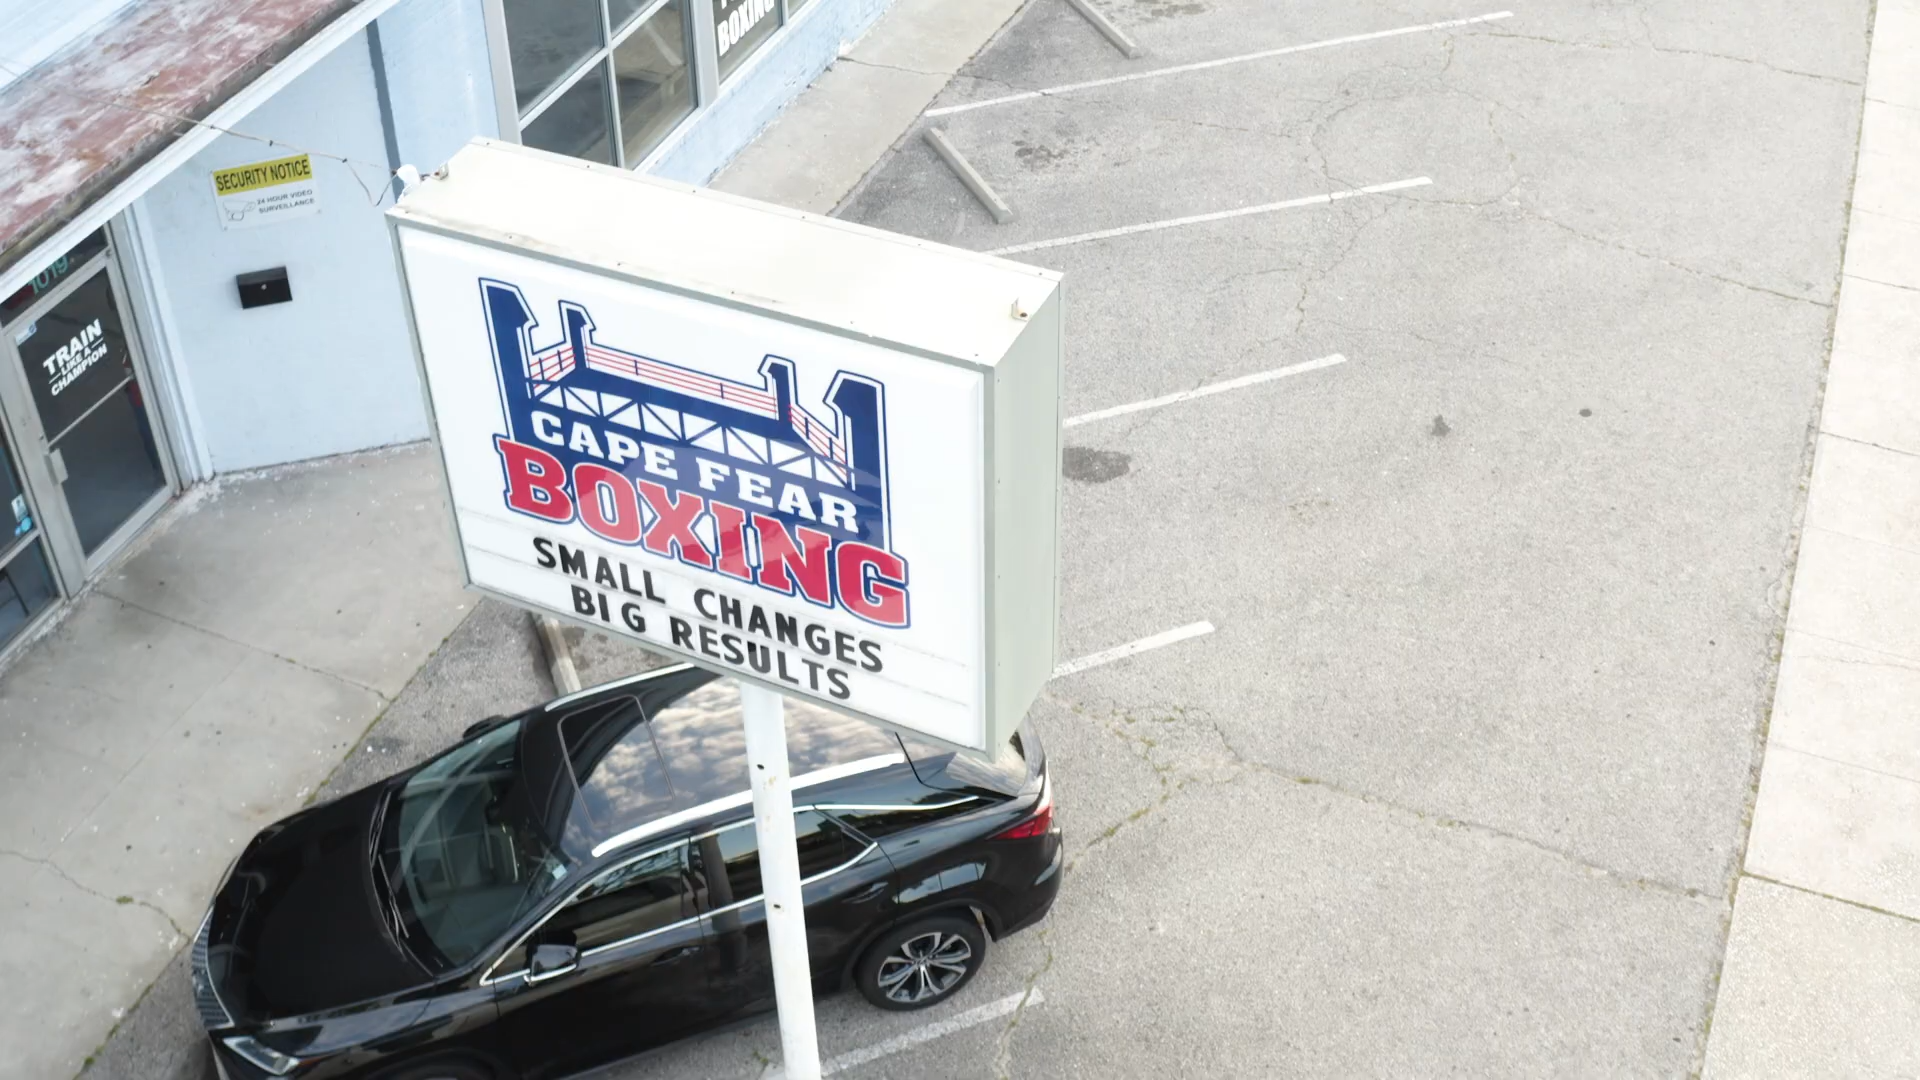 BOXING
SECURITY NOTICE
24 HOUR VIDEO
SURVEILLANCE
1019
TRAIN
LIKE A
CHAMPION
CAPE FEAR
BOXING
SMALL CHANGES
BIG RESULTS